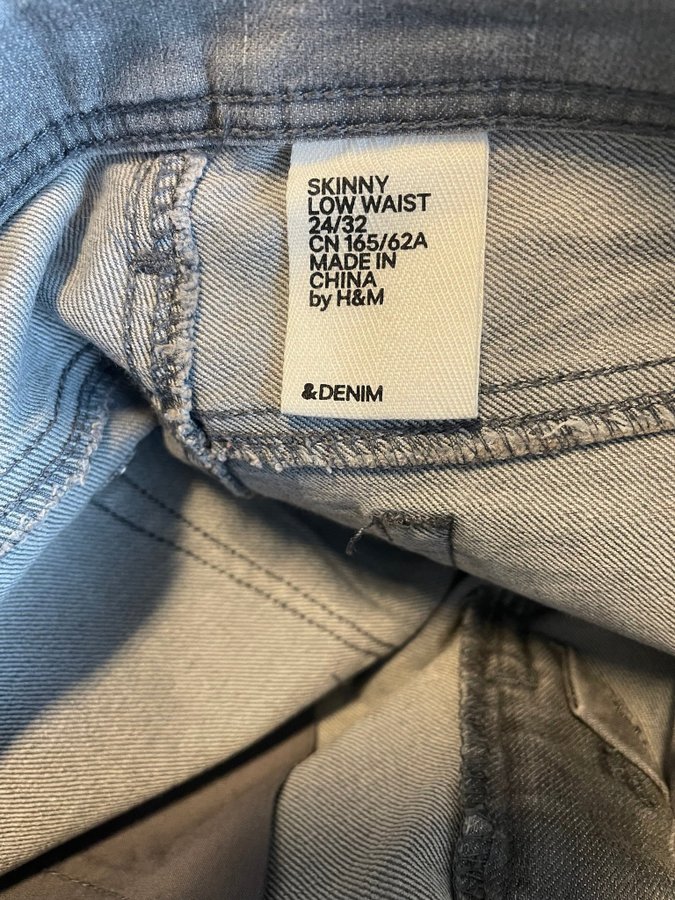 SKINNY
LOW WAIST
24/32
CN 165/62A
MADE IN
CHINA
by H&M
&DENIM